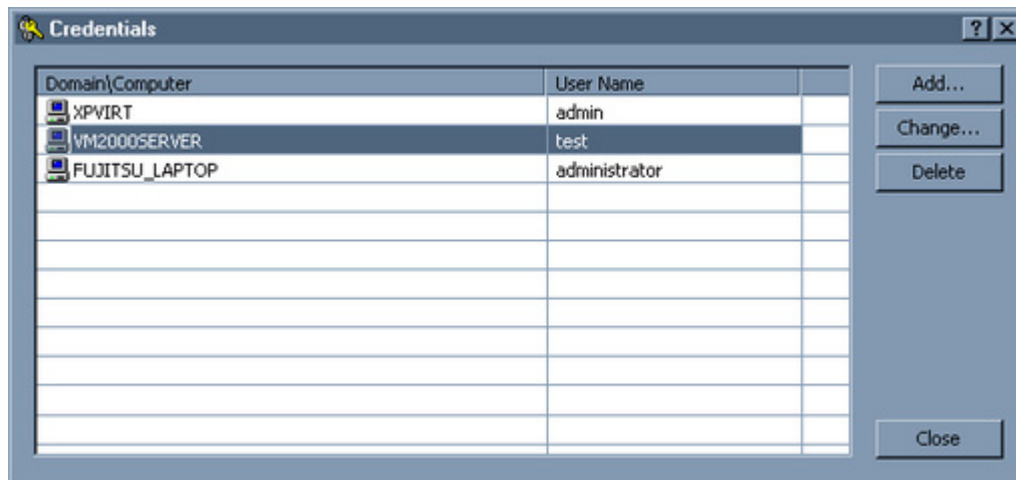 Credentials
Domain\Computer User Name
XPVIRT admin
VM2000SERVER test
FUJITSU_LAPTOP administrator
Add...
Change...
Delete
Close